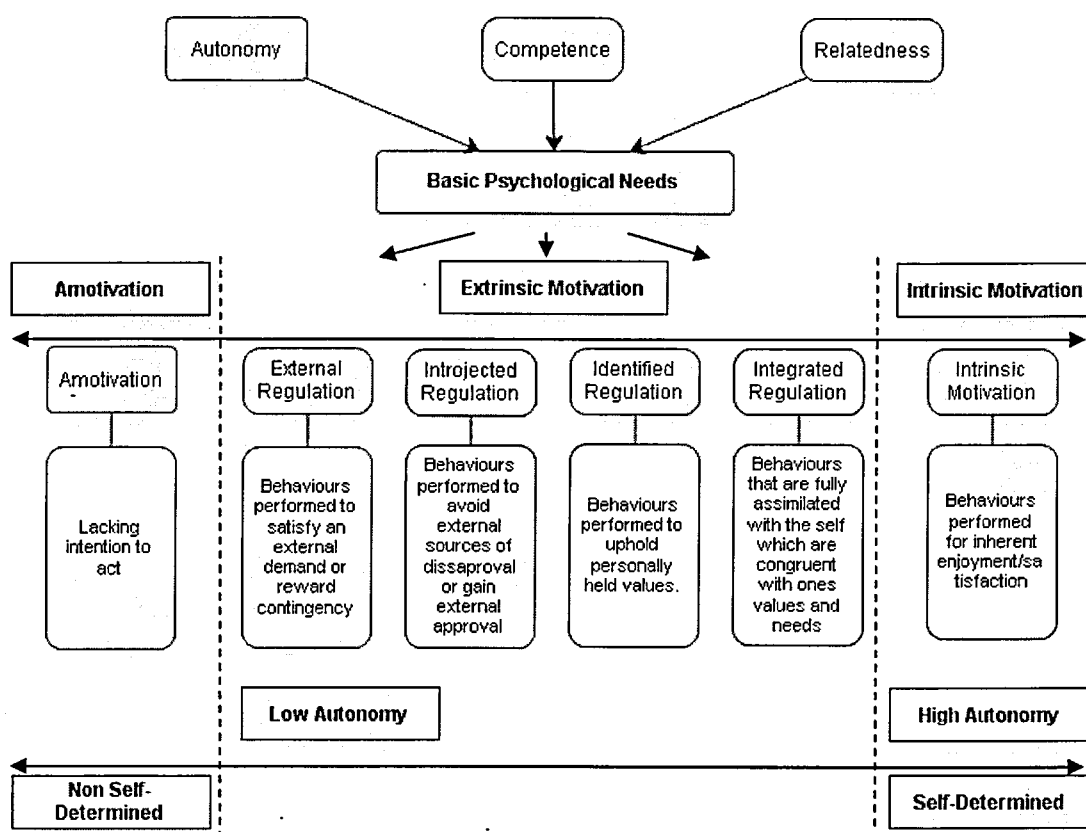 Autonomy
Competence
Relatedness
Basic Psychological Needs
Amotivation
Extrinsic Motivation
Intrinsic Motivation
Amotivation
External
Regulation
Introjected
Regulation
Identified
Regulation
Integrated
Regulation
Intrinsic
Motivation
Lacking
intention to
act
Behaviours
performed to
satisfy an
external
demand or
reward
contingency
Behaviours
performed to
avoid
external
sources of
dissaproval
or gain
external
approval
Behaviours
performed to
uphold
personally
held values.
Behaviours
that are fully
assimilated
with the self
which are
congruent
with ones
values and
needs
Behaviours
performed
for inherent
enjoyment/sa
tisfaction
Low Autonomy
High Autonomy
Non Self-
Determined
Self-Determined